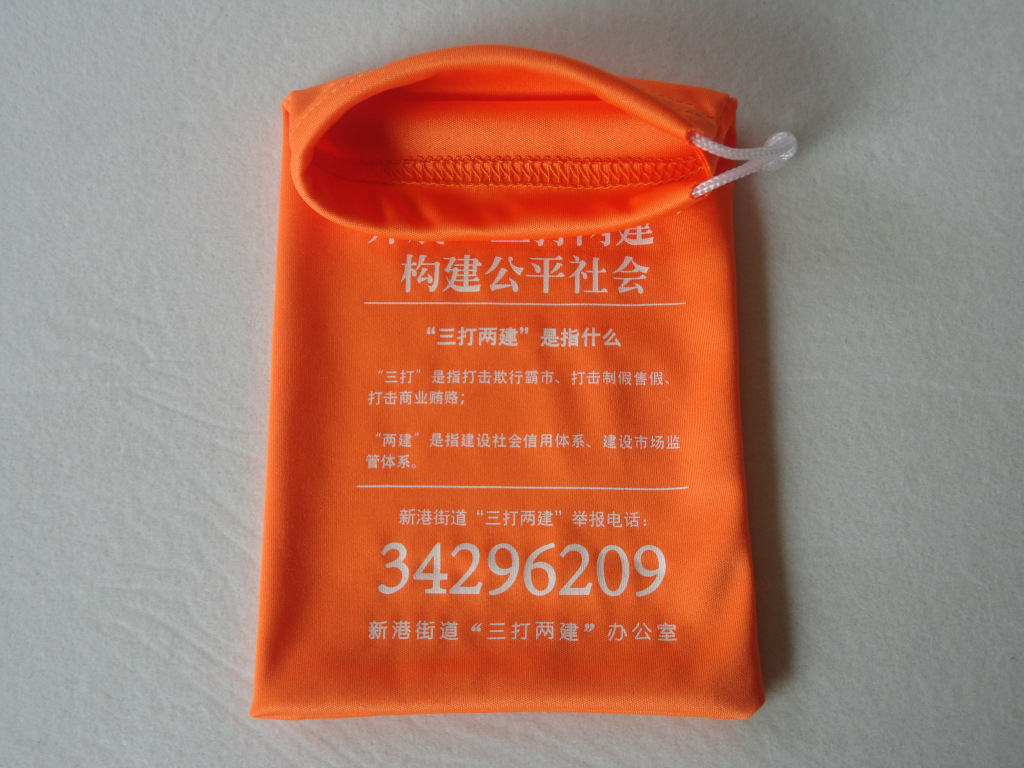 三打两建
构建公平社会
“三打两建”是指什么
“三打”是指打击欺行霸市、打击制假售假、
打击商业贿赂；
“两建”是指建设社会信用体系、建设市场监
管体系。
新港街道“三打两建”举报电话：
34296209
新港街道“三打两建”办公室